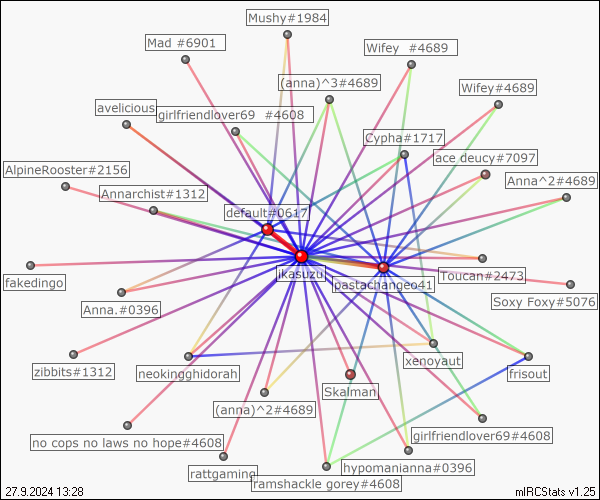 Mushy#1984
Mad #6901
Wifey  #4689
(anna)^3#4689
Wifey#4689
avelicious
girlfriendlover69  #4608
Cypha#1717
ace.deucy#7097
AlpineRooster#2156
Annarchist#1312
Anna^2#4689
default#0617
ikasuzu
pastachangeo41
Toucan#2473
fakedingo
Anna.#0396
Soxy Foxy#5076
xenovaut
zibbits#1312
neokingghidorah
frisout
Skalman
(anna)^2#4689
no cops no laws no hope#4608
girlfriendlover69#4608
hypomanianna#0396
rattgaming
ramshackle gorey#4608
27.9.2024 13:28
mIRCStats v1.25